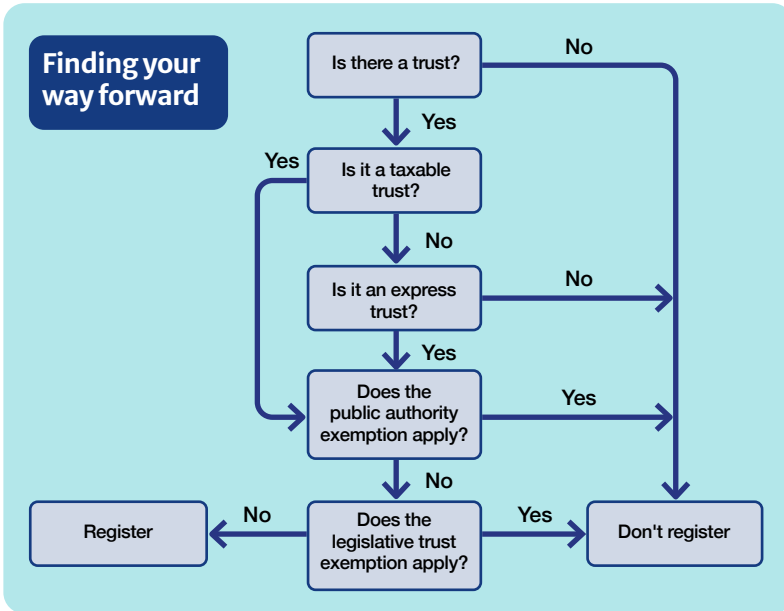 Finding your
way forward
Is there a trust?
No
Yes
Yes
Is it a taxable
trust?
No
Is it an express
trust?
No
Yes
Does the
public authority
exemption apply?
Yes
No
Register
No
Does the
legislative trust
exemption apply?
Yes
Don't register